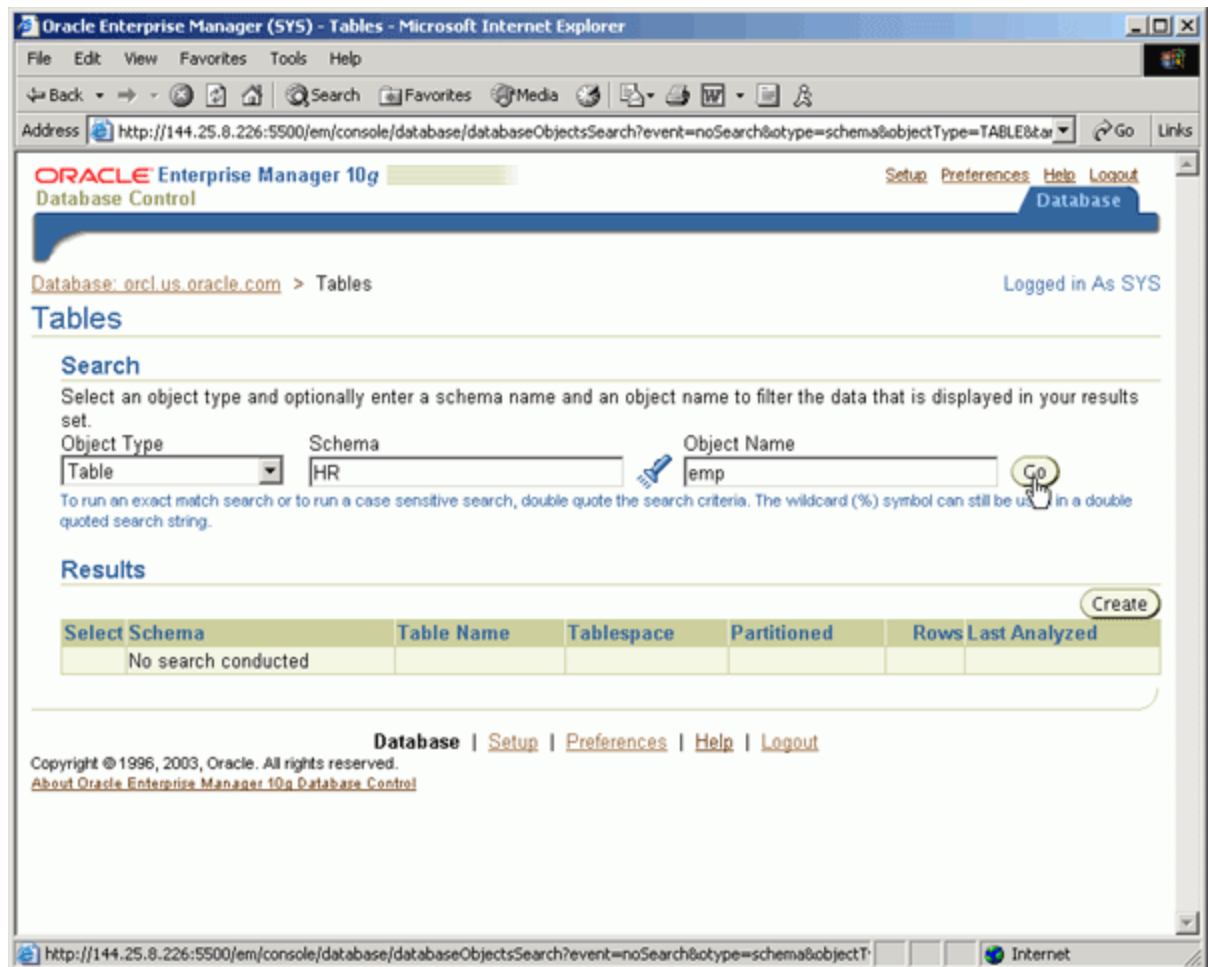 Oracle Enterprise Manager (SYS) - Tables - Microsoft Internet Explorer
File Edit View Favorites Tools Help
Back Search Favorites Media
Address http://144.25.8.226:5500/em/console/database/databaseObjectsSearch?event=noSearch&otype=schema&objectType=TABLE&tar Go Links
ORACLE Enterprise Manager 10g
Database Control
Setup Preferences Help Logout
Database
Database: orcl.us.oracle.com > Tables
Logged in As SYS
Tables
Search
Select an object type and optionally enter a schema name and an object name to filter the data that is displayed in your results
set.
Object Type Schema Object Name
Table HR emp Go
To run an exact match search or to run a case sensitive search, double quote the search criteria. The wildcard (%) symbol can still be in a double
quoted search string.
Results
Create
Select Schema Table Name Tablespace Partitioned Rows Last Analyzed
No search conducted
Database | Setup | Preferences | Help | Logout
Copyright © 1996, 2003, Oracle. All rights reserved.
About Oracle Enterprise Manager 10g Database Control
http://144.25.8.226:5500/em/console/database/databaseObjectsSearch?event=noSearch&otype=schema&objectT Internet